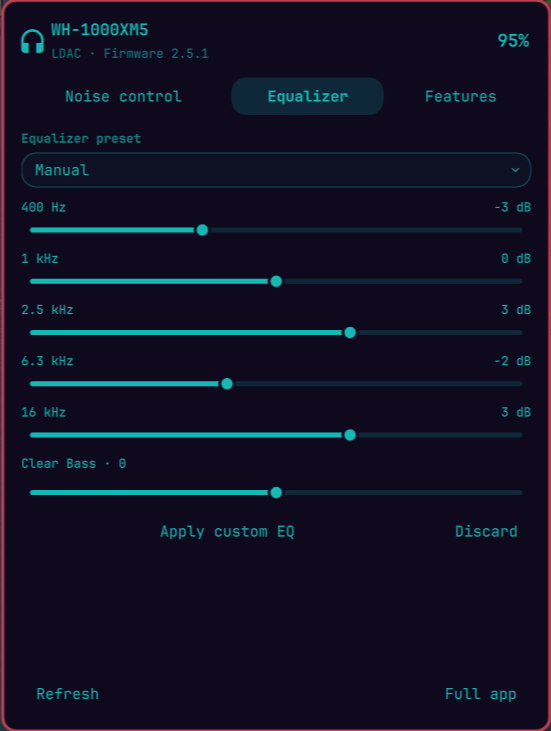 WH-1000XM5
95%
LDAC · Firmware 2.5.1
Noise control Equalizer Features
Equalizer preset
Manual
400 Hz -3 dB
1 kHz 0 dB
2.5 kHz 3 dB
6.3 kHz -2 dB
16 kHz 3 dB
Clear Bass · 0
Apply custom EQ Discard
Refresh Full app